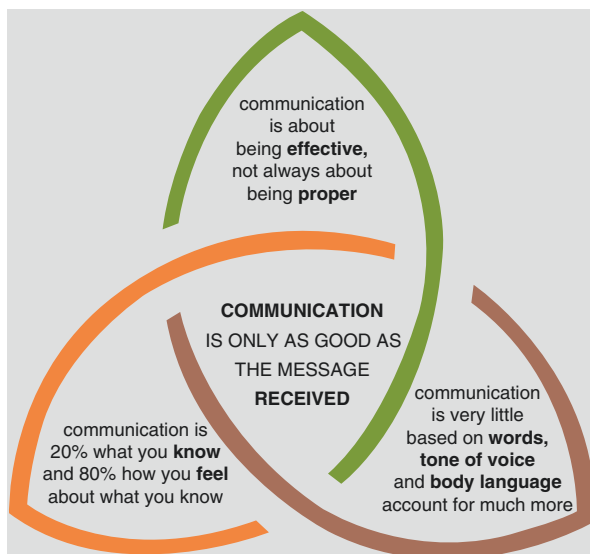 communication
is about
being effective,
not always about
being proper
COMMUNICATION
IS ONLY AS GOOD AS
THE MESSAGE
RECEIVED
communication is
20% what you know
and 80% how you feel
about what you know
communication
is very little
based on words,
tone of voice
and body language
account for much more